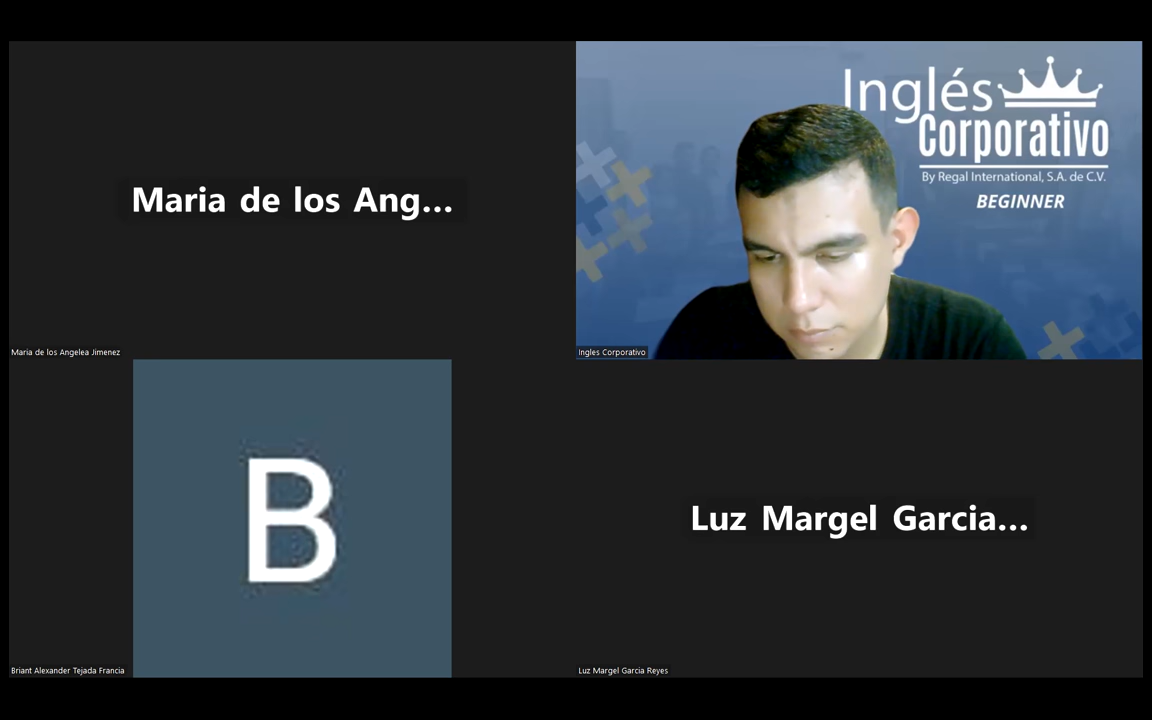 Maria de los Ang...
Maria de los Angelea Jimenez
Inglés
Corporativo
By Regal International, S.A. de C.V.
BEGINNER
Ingles Corporativo
B
Briant Alexander Tejada Francia
Luz Margel Garcia...
Luz Margel Garcia Reyes